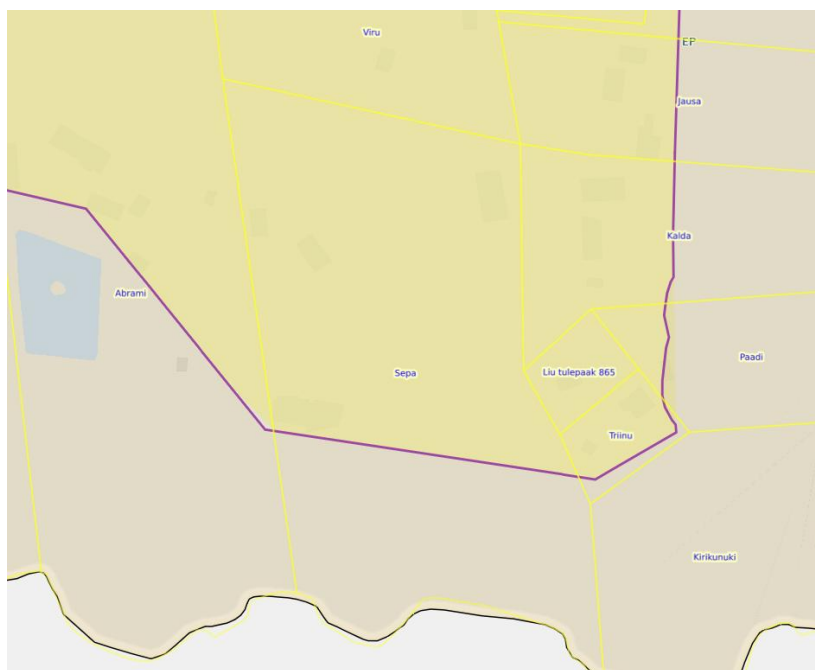 Viru
EP
Jausa
Kalda
Abrami
Paadi
Sepa
Liu tulepaak 865
Triinu
Kirikunuki